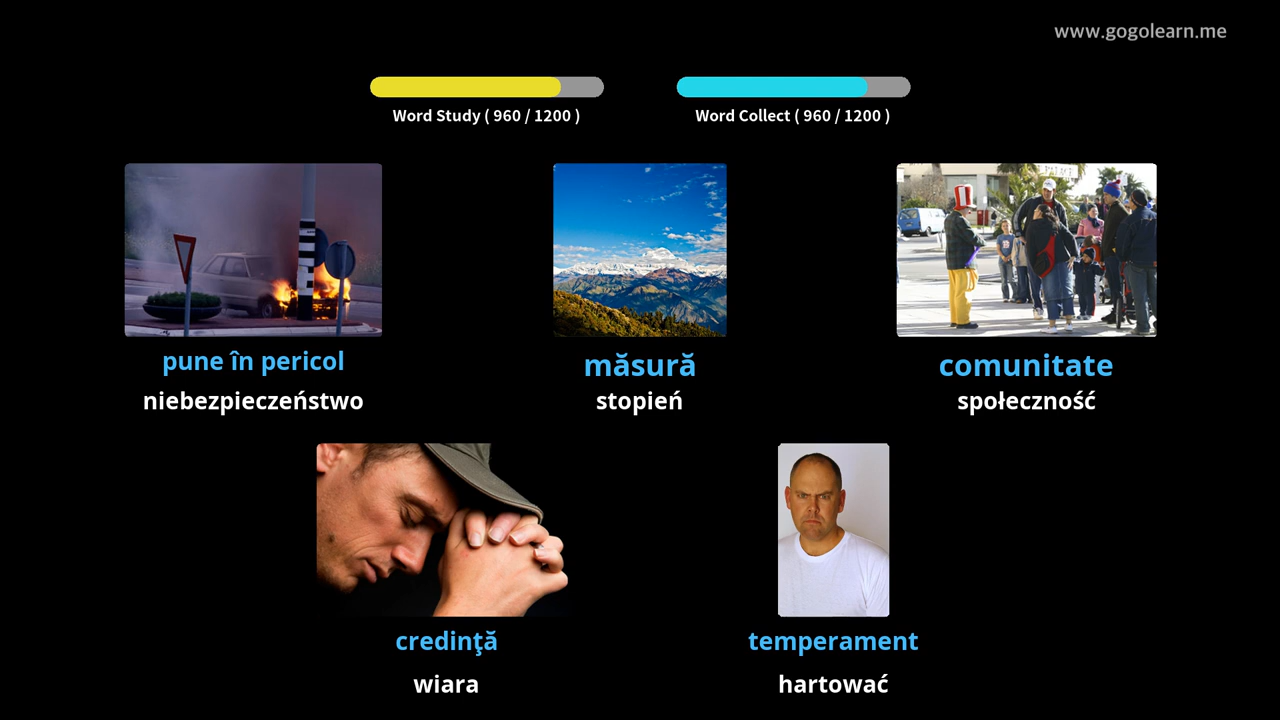 www.gogolearn.me
Word Study ( 960 / 1200 )
Word Collect ( 960 / 1200 )
pune în pericol
niebezpieczeństwo
măsură
stopień
comunitate
społeczność
credinţă
wiara
temperament
hartować